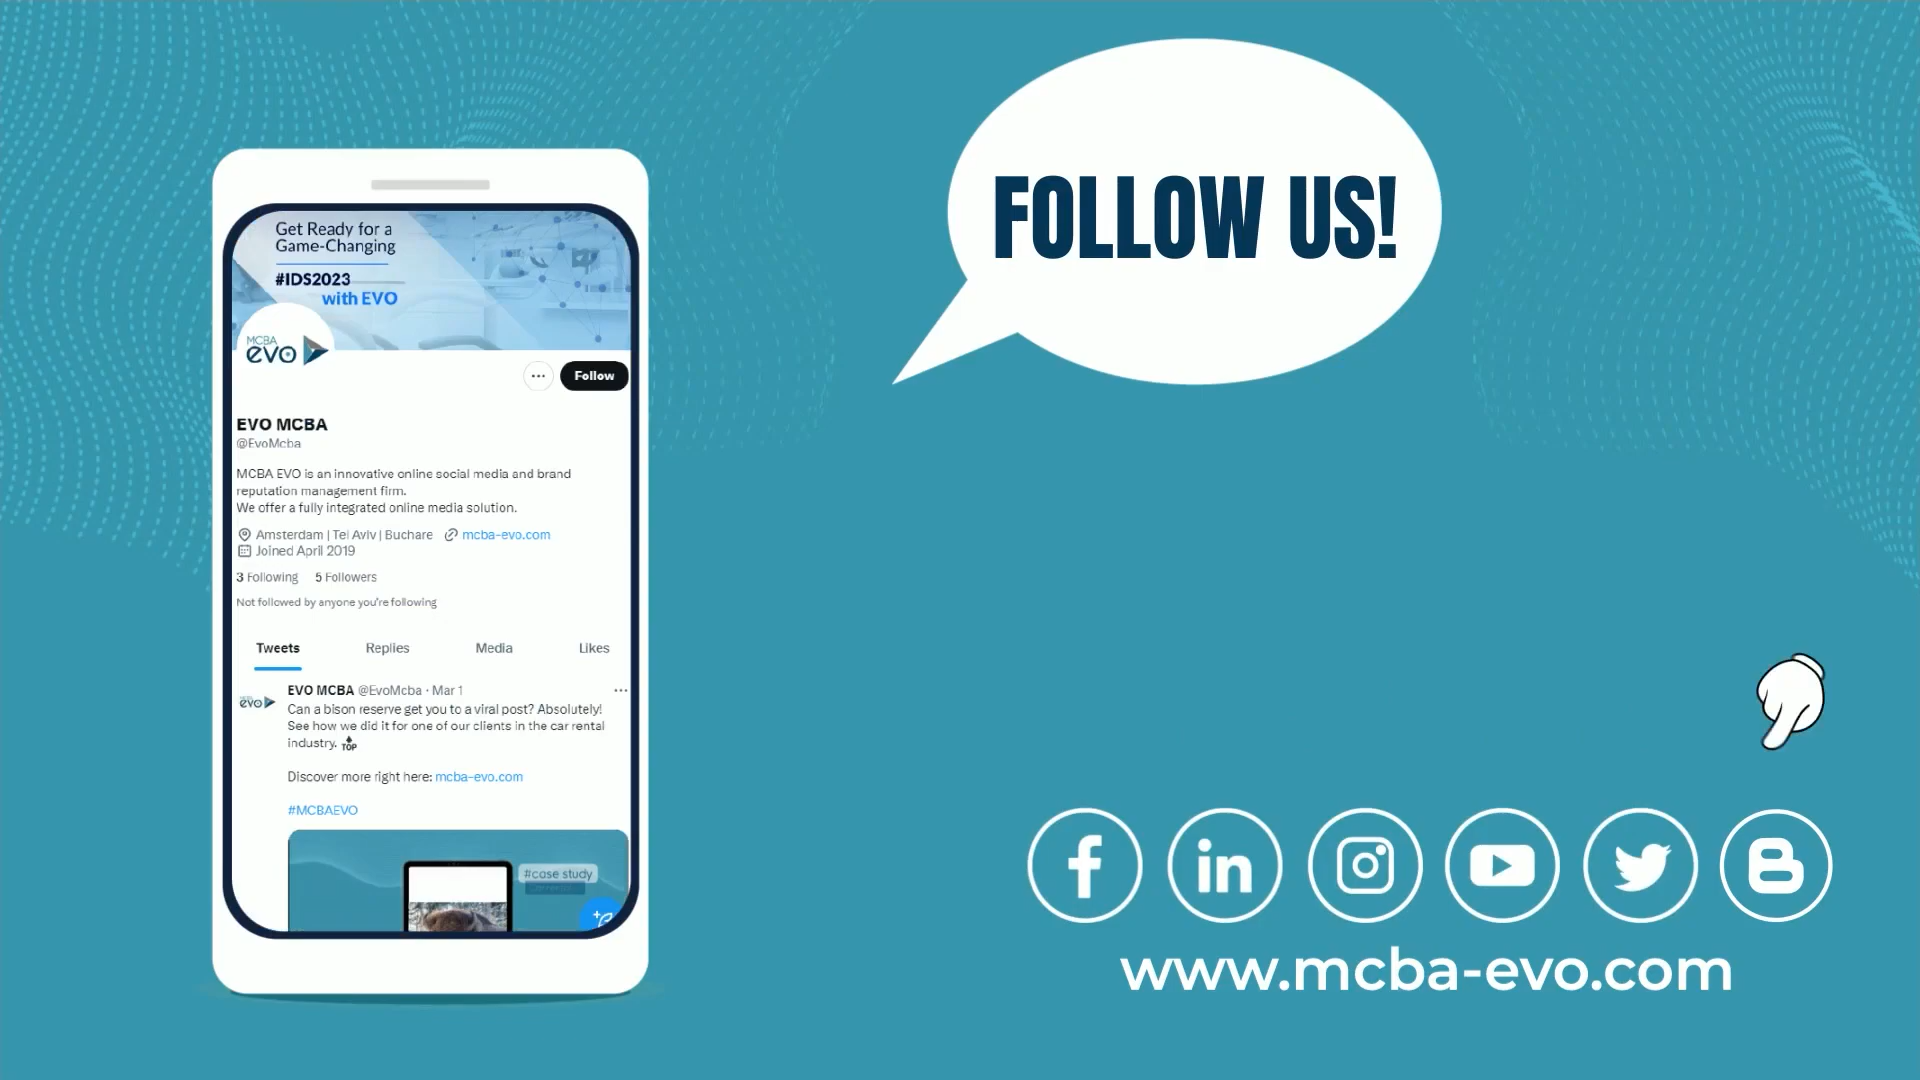 FOLLOW US!
Get Ready for a
Game-Changing
#IDS2023
with EVO
MCBA
evo
Follow
EVO MCBA
@EvoMcba
MCBA EVO is an innovative online social media and brand
reputation management firm.
We offer a fully integrated online media solution.
Amsterdam | Tel Aviv | Buchare mcba-evo.com
Joined April 2019
3 Following 5 Followers
Not followed by anyone you're following
Tweets Replies Media Likes
evo
EVO MCBA @EvoMcba · Mar 1
Can a bison reserve get you to a viral post? Absolutely!
See how we did it for one of our clients in the car rental
industry. TOP
Discover more right here: mcba-evo.com
#MCBAEVO
#case study
www.mcba-evo.com